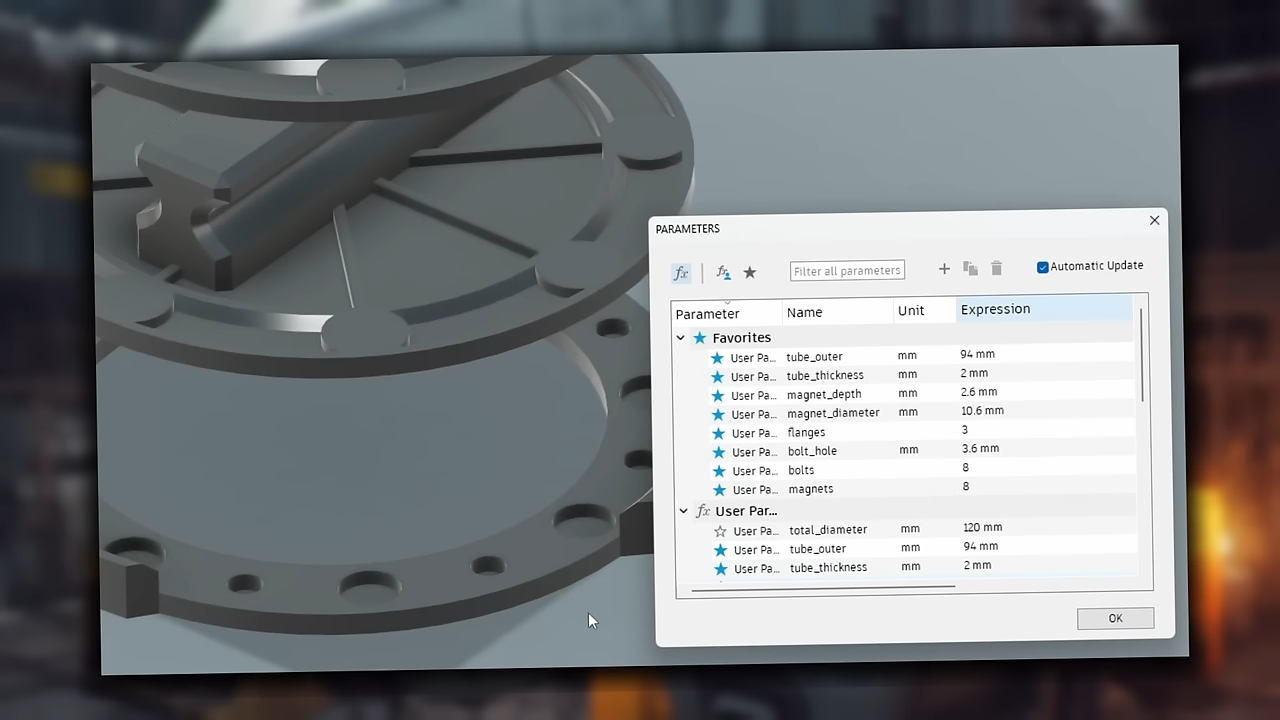 PARAMETERS
fx fx Filter all parameters Automatic Update
Parameter Name Unit Expression
Favorites
User Pa... tube_outer mm 94 mm
User Pa... tube_thickness mm 2 mm
User Pa... magnet_depth mm 2.6 mm
User Pa... magnet_diameter mm 10.6 mm
User Pa... flanges 3
User Pa... bolt_hole mm 3.6 mm
User Pa... bolts 8
User Pa... magnets 8
fx User Par...
User Pa... total_diameter mm 120 mm
User Pa... tube_outer mm 94 mm
User Pa... tube_thickness mm 2 mm
OK